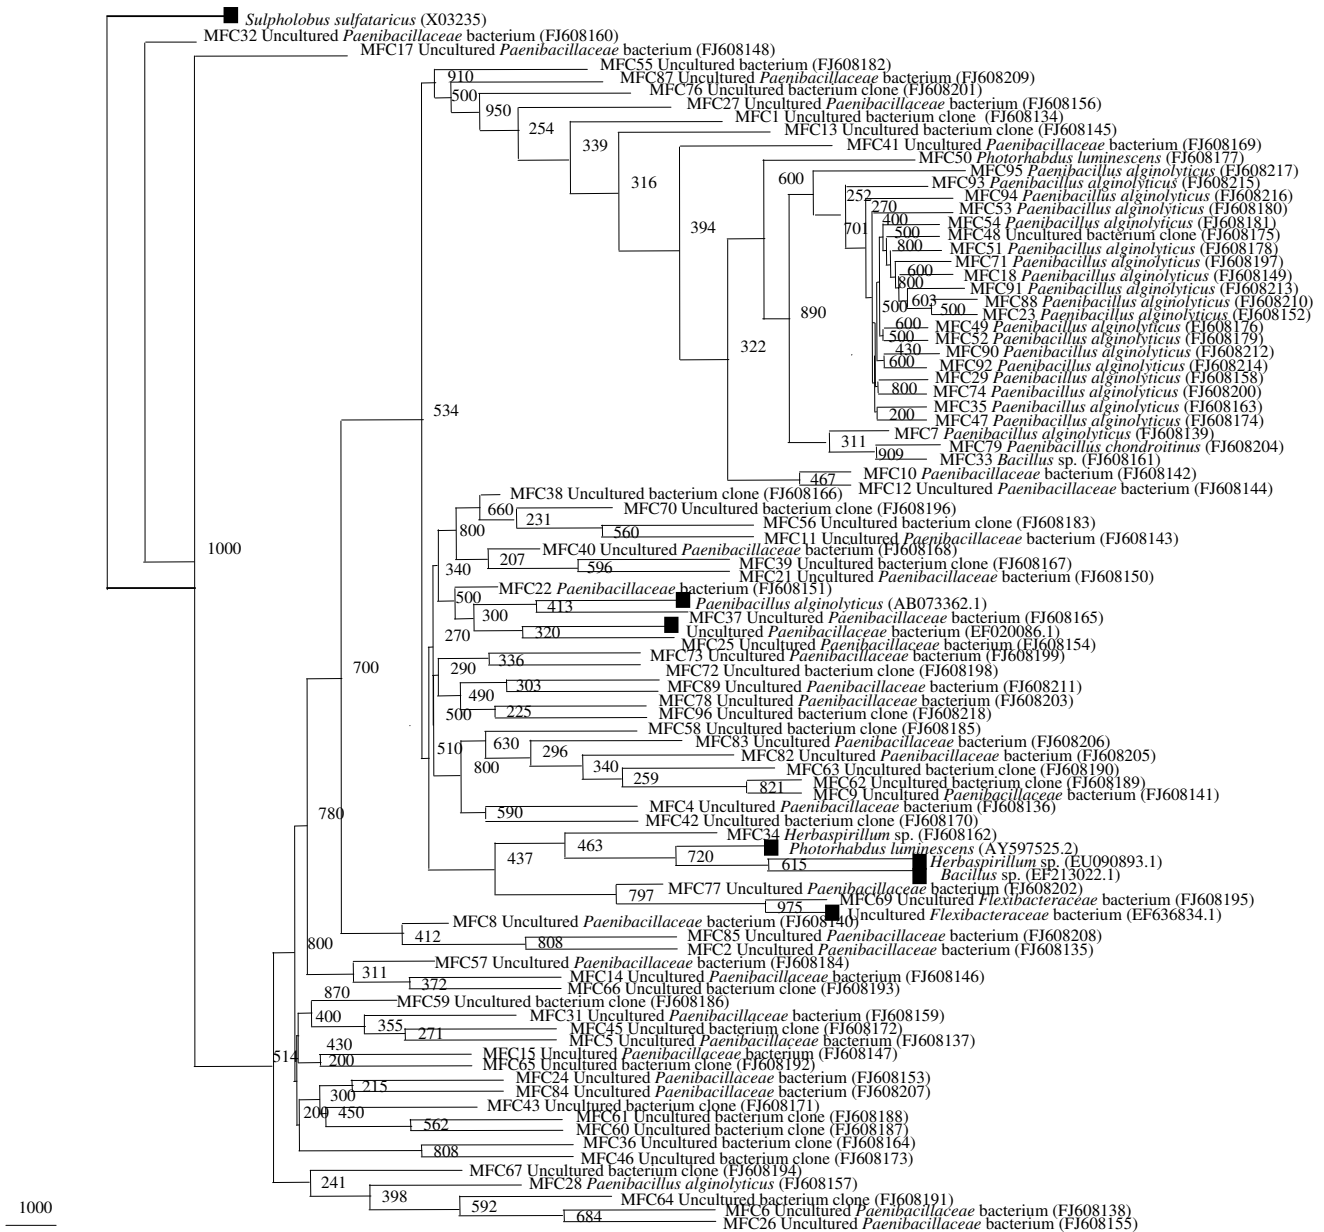 Sulpholobus sulfataricus (X03235)
MFC32 Uncultured Paenibacillaceae bacterium (FJ608160)
MFC17 Uncultured Paenibacillaceae bacterium (FJ608148)
MFC55 Uncultured bacterium (FJ608182)
910
MFC87 Uncultured Paenibacillaceae bacterium (FJ608209)
MFC76 Uncultured bacterium clone (FJ608201)
500
MFC27 Uncultured Paenibacillaceae bacterium (FJ608156)
950
MFC1 Uncultured bacterium clone (FJ608134)
254
MFC13 Uncultured bacterium clone (FJ608145)
339
MFC41 Uncultured Paenibacillaceae bacterium (FJ608169)
MFC50 Photorhabdus luminescens (FJ608177)
MFC95 Paenibacillus alginolyticus (FJ608217)
600
316
MFC93 Paenibacillus alginolyticus (FJ608215)
252
MFC94 Paenibacillus alginolyticus (FJ608216)
270
MFC53 Paenibacillus alginolyticus (FJ608180)
400
MFC54 Paenibacillus alginolyticus (FJ608181)
394
701
500
MFC48 Uncultured bacterium clone (FJ608175)
800
MFC51 Paenibacillus alginolyticus (FJ608178)
MFC71 Paenibacillus alginolyticus (FJ608197)
600
MFC18 Paenibacillus alginolyticus (FJ608149)
800
MFC91 Paenibacillus alginolyticus (FJ608213)
603
MFC88 Paenibacillus alginolyticus (FJ608210)
500
500
MFC23 Paenibacillus alginolyticus (FJ608152)
890
600
MFC49 Paenibacillus alginolyticus (FJ608176)
500
MFC52 Paenibacillus alginolyticus (FJ608179)
322
430
MFC90 Paenibacillus alginolyticus (FJ608212)
600
MFC92 Paenibacillus alginolyticus (FJ608214)
MFC29 Paenibacillus alginolyticus (FJ608158)
800
MFC74 Paenibacillus alginolyticus (FJ608200)
MFC35 Paenibacillus alginolyticus (FJ608163)
534
200
MFC47 Paenibacillus alginolyticus (FJ608174)
MFC7 Paenibacillus alginolyticus (FJ608139)
311
MFC79 Paenibacillus chondroitinus (FJ608204)
909
MFC33 Bacillus sp. (FJ608161)
MFC10 Paenibacillaceae bacterium (FJ608142)
467
MFC12 Uncultured Paenibacillaceae bacterium (FJ608144)
MFC38 Uncultured bacterium clone (FJ608166)
660
MFC70 Uncultured bacterium clone (FJ608196)
231
MFC56 Uncultured bacterium clone (FJ608183)
800
560
MFC11 Uncultured Paenibacillaceae bacterium (FJ608143)
1000
MFC40 Uncultured Paenibacillaceae bacterium (FJ608168)
207
MFC39 Uncultured bacterium clone (FJ608167)
340
596
MFC21 Uncultured Paenibacillaceae bacterium (FJ608150)
MFC22 Paenibacillaceae bacterium (FJ608151)
500
413
Paenibacillus alginolyticus (AB073362.1)
300
MFC37 Uncultured Paenibacillaceae bacterium (FJ608165)
270
320
Uncultured Paenibacillaceae bacterium (EF020086.1)
MFC25 Uncultured Paenibacillaceae bacterium (FJ608154)
MFC73 Uncultured Paenibacillaceae bacterium (FJ608199)
700
290
336
MFC72 Uncultured bacterium clone (FJ608198)
303
MFC89 Uncultured Paenibacillaceae bacterium (FJ608211)
490
MFC78 Uncultured Paenibacillaceae bacterium (FJ608203)
500
225
MFC96 Uncultured bacterium clone (FJ608218)
MFC58 Uncultured bacterium clone (FJ608185)
510
630
MFC83 Uncultured Paenibacillaceae bacterium (FJ608206)
296
MFC82 Uncultured Paenibacillaceae bacterium (FJ608205)
800
340
MFC63 Uncultured bacterium clone (FJ608190)
259
MFC62 Uncultured bacterium clone (FJ608189)
821
MFC9 Uncultured Paenibacillaceae bacterium (FJ608141)
780
590
MFC4 Uncultured Paenibacillaceae bacterium (FJ608136)
MFC42 Uncultured bacterium clone (FJ608170)
MFC34 Herbaspirillum sp. (FJ608162)
463
Photorhabdus luminescens (AY597525.2)
437
720
615
Herbaspirillum sp. (EU090893.1)
Bacillus sp. (EF213022.1)
MFC77 Uncultured Paenibacillaceae bacterium (FJ608202)
797
MFC69 Uncultured Flexibacteraceae bacterium (FJ608195)
975
Uncultured Flexibacteraceae bacterium (EF636834.1)
MFC8 Uncultured Paenibacillaceae bacterium (FJ608140)
800
412
MFC85 Uncultured Paenibacillaceae bacterium (FJ608208)
808
MFC2 Uncultured Paenibacillaceae bacterium (FJ608135)
MFC57 Uncultured Paenibacillaceae bacterium (FJ608184)
311
MFC14 Uncultured Paenibacillaceae bacterium (FJ608146)
372
MFC66 Uncultured bacterium clone (FJ608193)
870
MFC59 Uncultured bacterium clone (FJ608186)
400
MFC31 Uncultured Paenibacillaceae bacterium (FJ608159)
355
MFC45 Uncultured bacterium clone (FJ608172)
271
MFC5 Uncultured Paenibacillaceae bacterium (FJ608137)
430
514
MFC15 Uncultured Paenibacillaceae bacterium (FJ608147)
200
MFC65 Uncultured bacterium clone (FJ608192)
MFC24 Uncultured Paenibacillaceae bacterium (FJ608153)
215
300
MFC84 Uncultured Paenibacillaceae bacterium (FJ608207)
200
450
MFC43 Uncultured bacterium clone (FJ608171)
MFC61 Uncultured bacterium clone (FJ608188)
562
MFC60 Uncultured bacterium clone (FJ608187)
MFC36 Uncultured bacterium clone (FJ608164)
808
MFC46 Uncultured bacterium clone (FJ608173)
MFC67 Uncultured bacterium clone (FJ608194)
241
MFC28 Paenibacillus alginolyticus (FJ608157)
398
MFC64 Uncultured bacterium clone (FJ608191)
592
MFC6 Uncultured Paenibacillaceae bacterium (FJ608138)
684
MFC26 Uncultured Paenibacillaceae bacterium (FJ608155)
1000